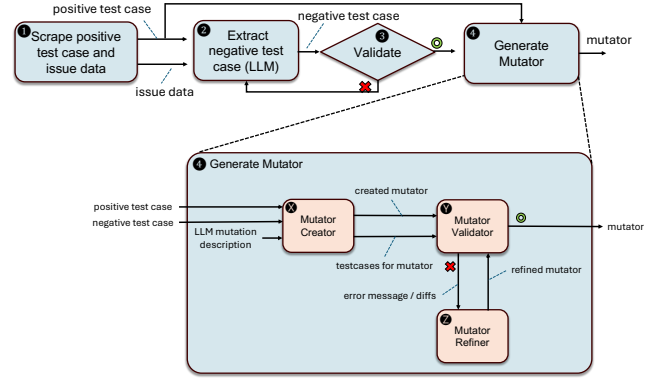 positive test case
1
Scrape positive
test case and
issue data
issue data
2
Extract
negative test
case (LLM)
negative test case
3
Validate
4
Generate
Mutator
mutator
4 Generate Mutator
positive test case
negative test case
LLM mutation
description
X
Mutator
Creator
created mutator
testcases for mutator
Y
Mutator
Validator
mutator
error message / diffs
refined mutator
Z
Mutator
Refiner